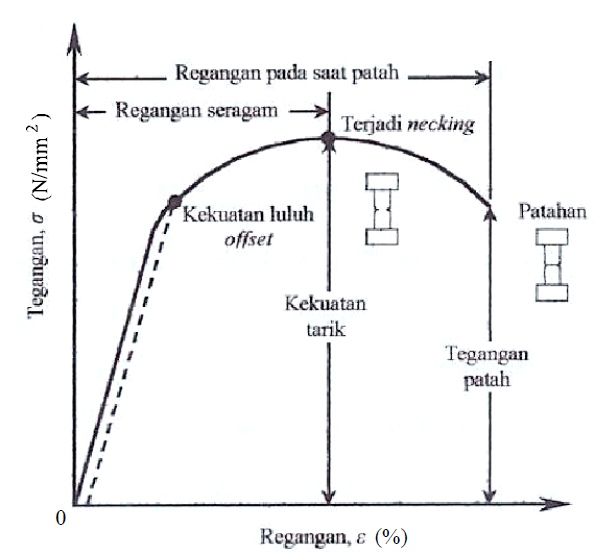 Regangan pada saat patah
Regangan seragam
Terjadi necking
Kekuatan luluh
offset
Patahan
Kekuatan
tarik
Tegangan
patah
Tegangan, σ (N/mm²)
0
Regangan, ε (%)